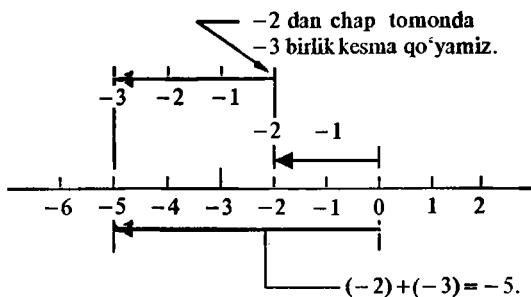 −2 dan chap tomonda
−3 birlik kesma qo‘yamiz.
−3 −2 −1
−2 −1
−6 −5 −4 −3 −2 −1 0 1 2
(−2)+(−3)=−5.